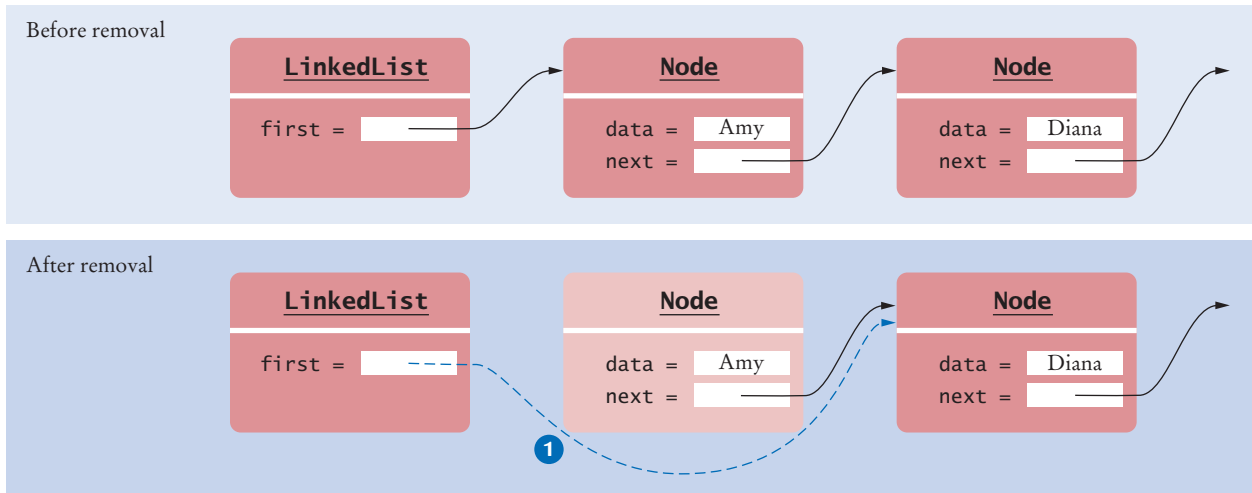 Before removal
LinkedList
Node
Node
first =
data = Amy
data = Diana
next =
next =
After removal
LinkedList
Node
Node
first =
data = Amy
data = Diana
next =
next =
1